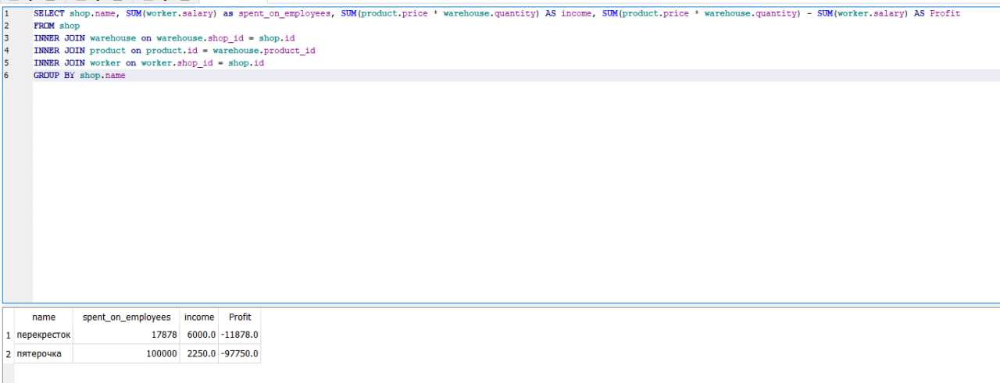 1 SELECT shop.name, SUM(worker.salary) as spent_on_employees, SUM(product.price * warehouse.quantity) AS income, SUM(product.price * warehouse.quantity) - SUM(worker.salary) AS Profit
2 FROM shop
3 INNER JOIN warehouse on warehouse.shop_id = shop.id
4 INNER JOIN product on product.id = warehouse.product_id
5 INNER JOIN worker on worker.shop_id = shop.id
6 GROUP BY shop.name
name spent_on_employees income Profit
1 перекресток 17878 6000.0 -11878.0
2 пятерочка 100000 2250.0 -97750.0